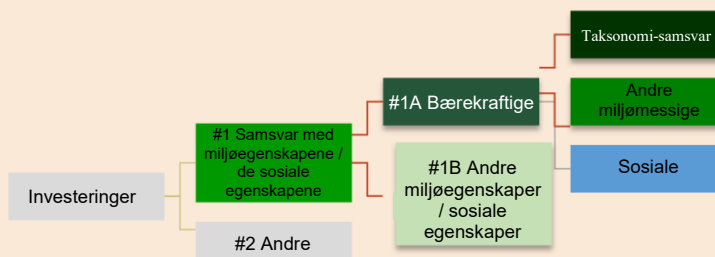 Investeringer
#1 Samsvar med
miljøegenskapene /
de sosiale
egenskapene
#2 Andre
#1A Bærekraftige
#1B Andre
miljøegenskaper
/ sosiale
egenskaper
Taksonomi-samsvar
Andre
miljømessige
Sosiale